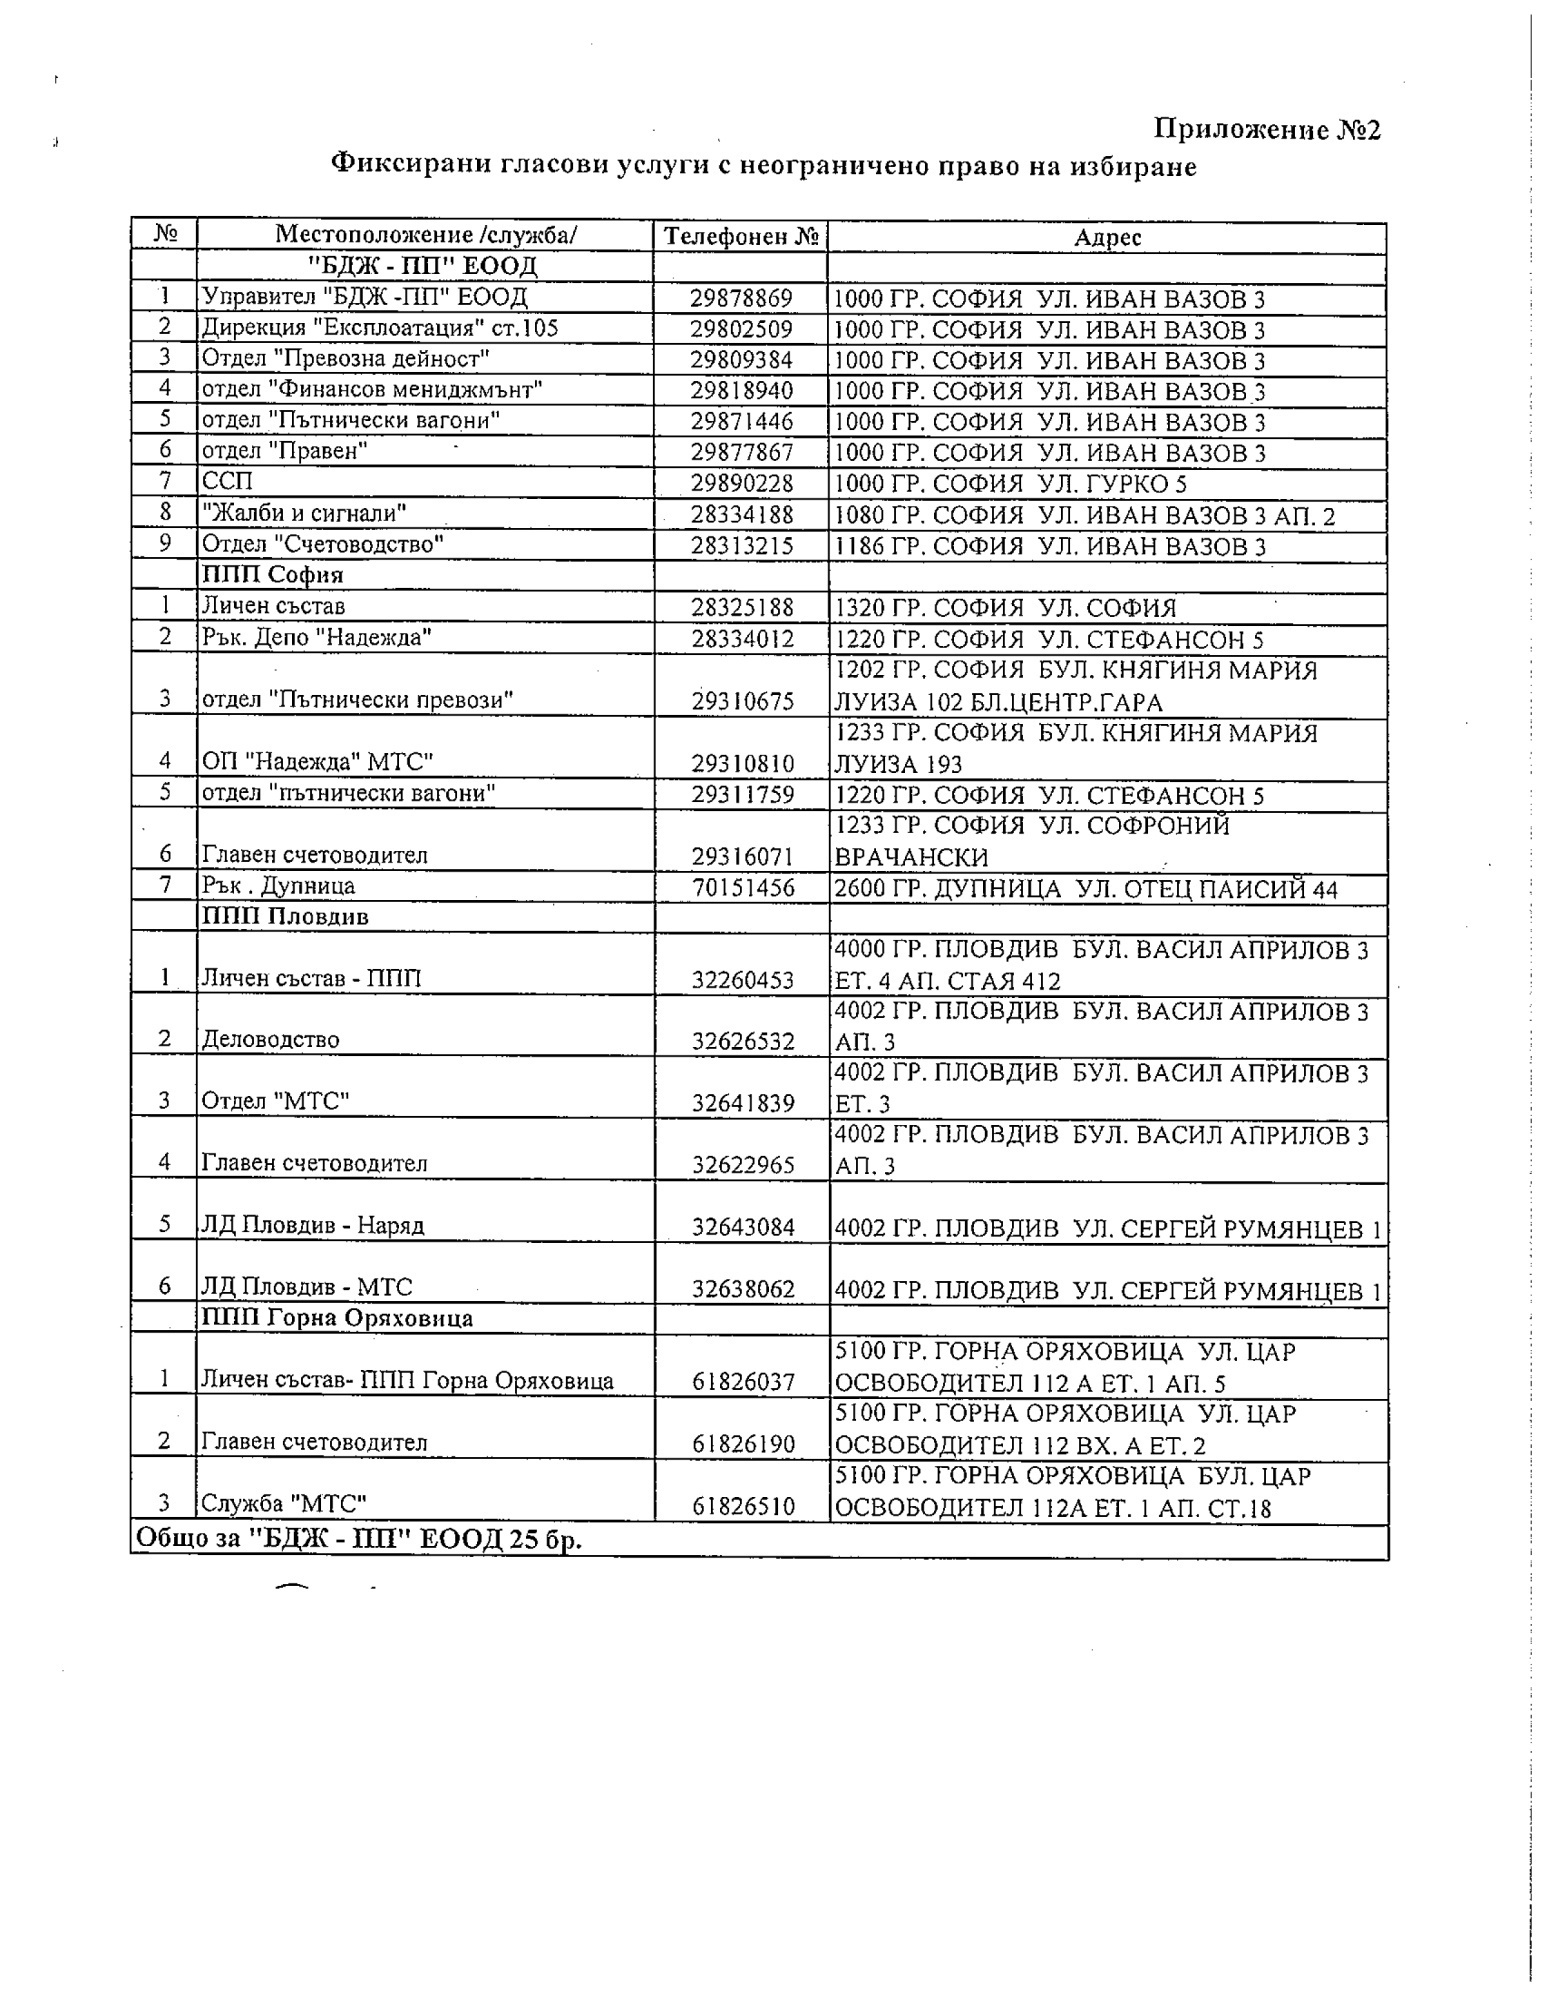 Приложение №2
Фиксирани гласови услуги с неограничено право на избиране
№ Местоположение /служба/ Телефонен № Адрес
"БДЖ - ПП" ЕООД
1 Управител "БДЖ -ПП" ЕООД 29878869 1000 ГР. СОФИЯ УЛ. ИВАН ВАЗОВ 3
2 Дирекция "Експлоатация" ст.105 29802509 1000 ГР. СОФИЯ УЛ. ИВАН ВАЗОВ 3
3 Отдел "Превозна дейност" 29809384 1000 ГР. СОФИЯ УЛ. ИВАН ВАЗОВ 3
4 отдел "Финансов мениджмънт" 29818940 1000 ГР. СОФИЯ УЛ. ИВАН ВАЗОВ 3
5 отдел "Пътнически вагони" 29871446 1000 ГР. СОФИЯ УЛ. ИВАН ВАЗОВ 3
6 отдел "Правен" 29877867 1000 ГР. СОФИЯ УЛ. ИВАН ВАЗОВ 3
7 ССП 29890228 1000 ГР. СОФИЯ УЛ. ГУРКО 5
8 "Жалби и сигнали" 28334188 1080 ГР. СОФИЯ УЛ. ИВАН ВАЗОВ 3 АП. 2
9 Отдел "Счетоводство" 28313215 1186 ГР. СОФИЯ УЛ. ИВАН ВАЗОВ 3
ППП София
1 Личен състав 28325188 1320 ГР. СОФИЯ УЛ. СОФИЯ
2 Рък. Депо "Надежда" 28334012 1220 ГР. СОФИЯ УЛ. СТЕФАНСОН 5
1202 ГР. СОФИЯ БУЛ. КНЯГИНЯ МАРИЯ
3 отдел "Пътнически превози" 29310675 ЛУИЗА 102 БЛ.ЦЕНТР.ГАРА
1233 ГР. СОФИЯ БУЛ. КНЯГИНЯ МАРИЯ
4 ОП "Надежда" МТС" 29310810 ЛУИЗА 193
5 отдел "пътнически вагони" 29311759 1220 ГР. СОФИЯ УЛ. СТЕФАНСОН 5
1233 ГР. СОФИЯ УЛ. СОФРОНИЙ
6 Главен счетоводител 29316071 ВРАЧАНСКИ
7 Рък . Дупница 70151456 2600 ГР. ДУПНИЦА УЛ. ОТЕЦ ПАИСИЙ 44
ППП Пловдив
4000 ГР. ПЛОВДИВ БУЛ. ВАСИЛ АПРИЛОВ 3
1 Личен състав - ППП 32260453 ЕТ. 4 АП. СТАЯ 412
4002 ГР. ПЛОВДИВ БУЛ. ВАСИЛ АПРИЛОВ 3
2 Деловодство 32626532 АП. 3
4002 ГР. ПЛОВДИВ БУЛ. ВАСИЛ АПРИЛОВ 3
3 Отдел "МТС" 32641839 ЕТ. 3
4002 ГР. ПЛОВДИВ БУЛ. ВАСИЛ АПРИЛОВ 3
4 Главен счетоводител 32622965 АП. 3
5 ЛД Пловдив - Наряд 32643084 4002 ГР. ПЛОВДИВ УЛ. СЕРГЕЙ РУМЯНЦЕВ 1
6 ЛД Пловдив - МТС 32638062 4002 ГР. ПЛОВДИВ УЛ. СЕРГЕЙ РУМЯНЦЕВ 1
ППП Горна Оряховица
5100 ГР. ГОРНА ОРЯХОВИЦА УЛ. ЦАР
1 Личен състав- ППП Горна Оряховица 61826037 ОСВОБОДИТЕЛ 112 А ЕТ. 1 АП. 5
5100 ГР. ГОРНА ОРЯХОВИЦА УЛ. ЦАР
2 Главен счетоводител 61826190 ОСВОБОДИТЕЛ 112 ВХ. А ЕТ. 2
5100 ГР. ГОРНА ОРЯХОВИЦА БУЛ. ЦАР
3 Служба "МТС" 61826510 ОСВОБОДИТЕЛ 112А ЕТ. 1 АП. СТ.18
Общо за "БДЖ - ПП" ЕООД 25 бр.